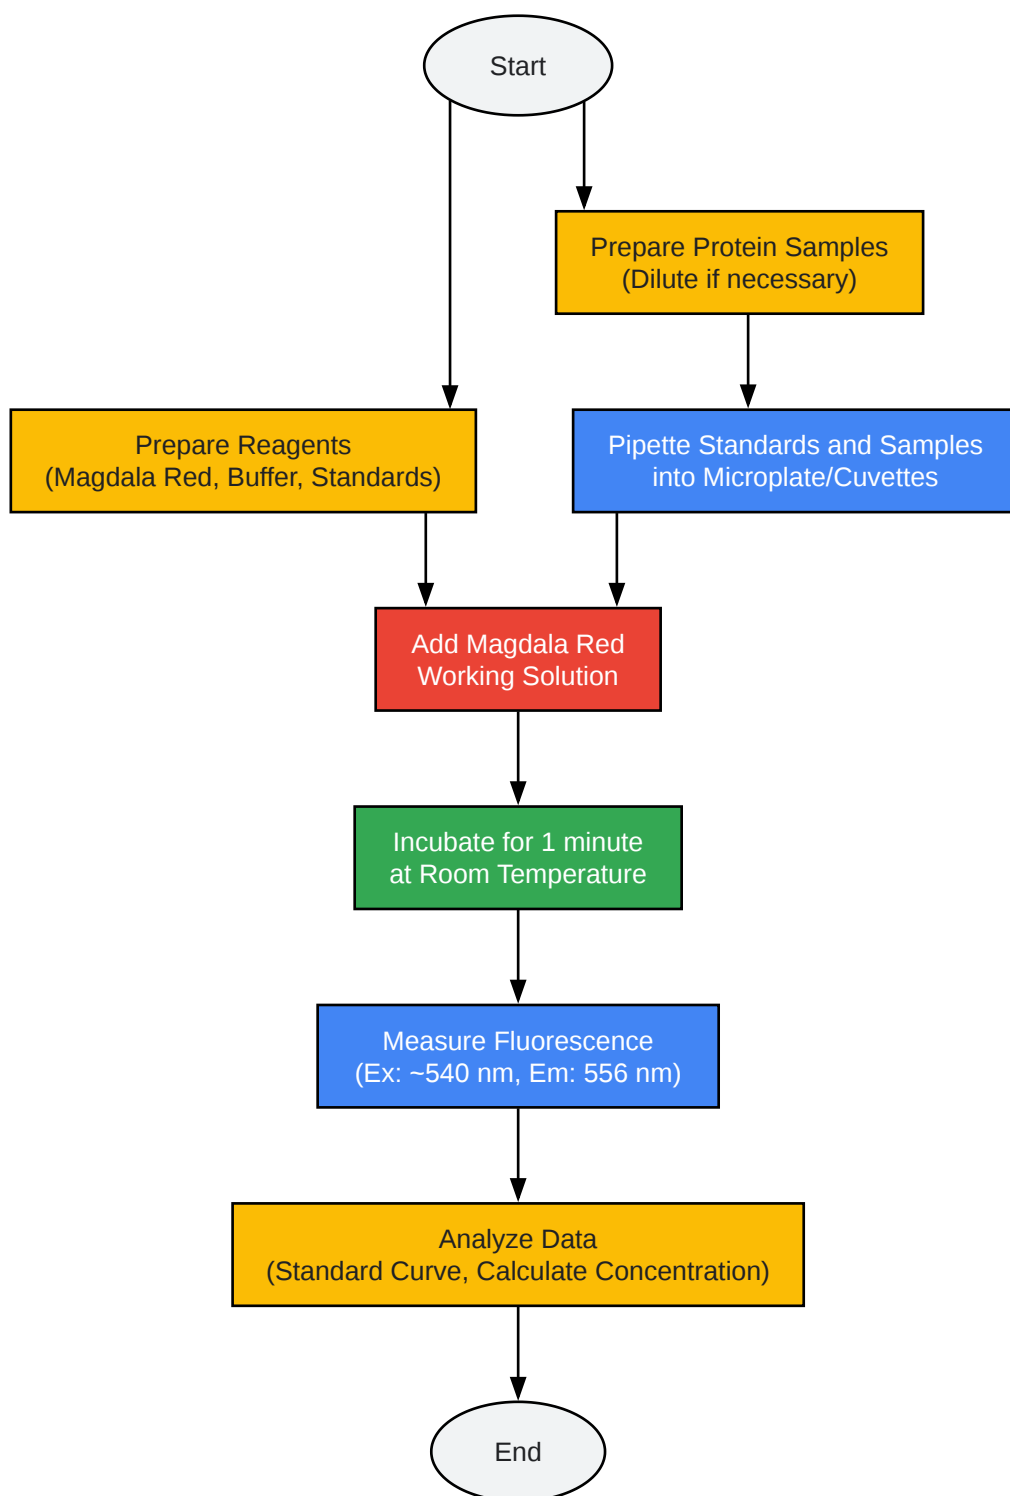 Start
Prepare Protein Samples
(Dilute if necessary)
Prepare Reagents
(Magdala Red, Buffer, Standards)
Pipette Standards and Samples
into Microplate/Cuvettes
Add Magdala Red
Working Solution
Incubate for 1 minute
at Room Temperature
Measure Fluorescence
(Ex: ~540 nm, Em: 556 nm)
Analyze Data
(Standard Curve, Calculate Concentration)
End